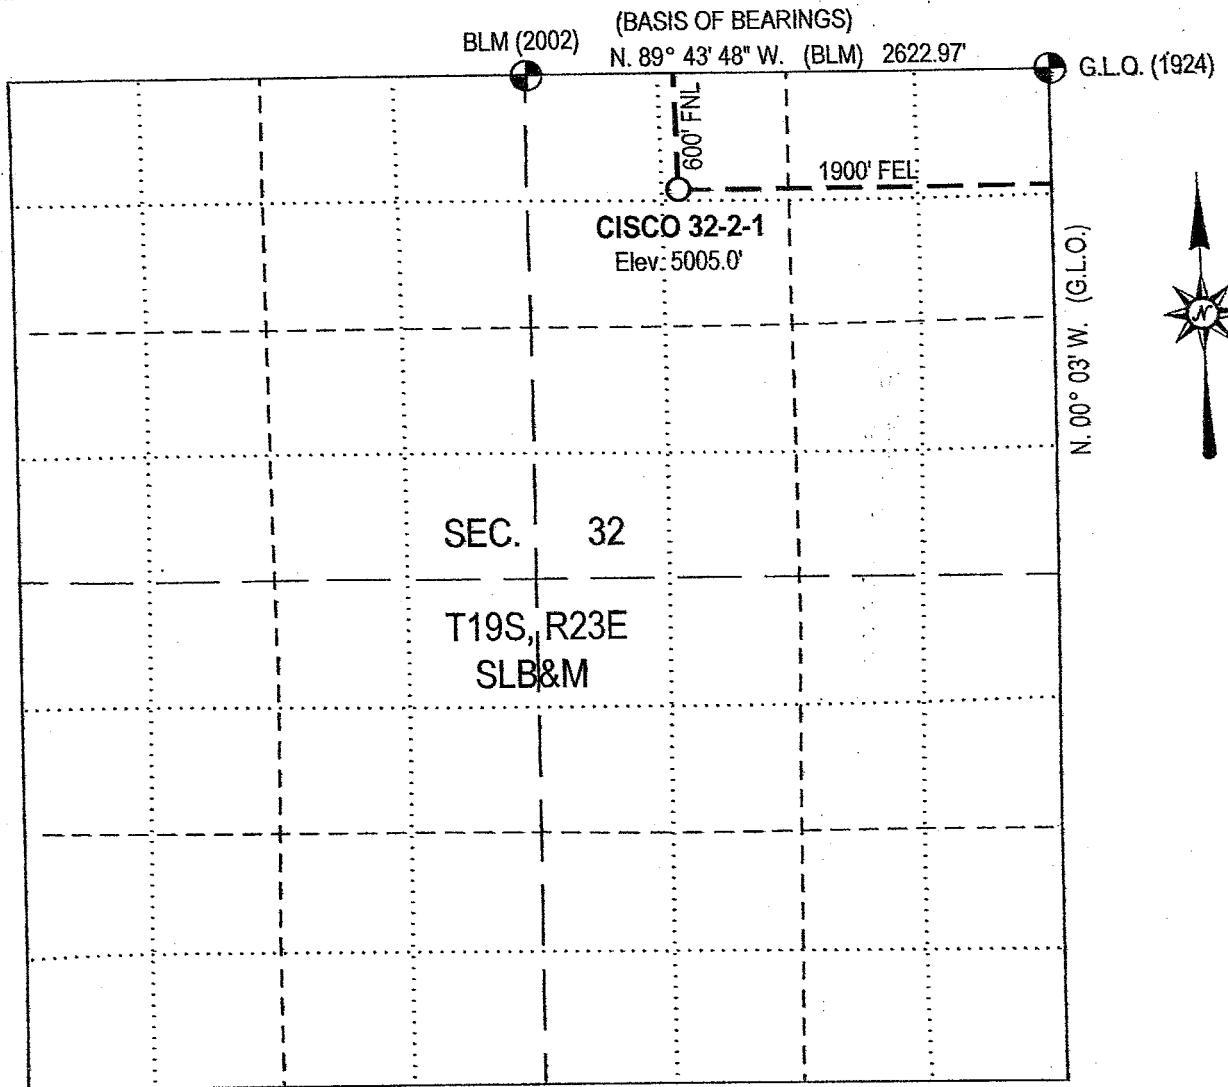 (BASIS OF BEARINGS)
BLM (2002)
N. 89° 43' 48" W. (BLM) 2622.97'
G.L.O. (1924)
600' FNL
1900' FEL
CISCO 32-2-1
Elev: 5005.0'
N. 00° 03' W. (G.L.O.)
N
SEC. 32
T19S, R23E
SLB&M